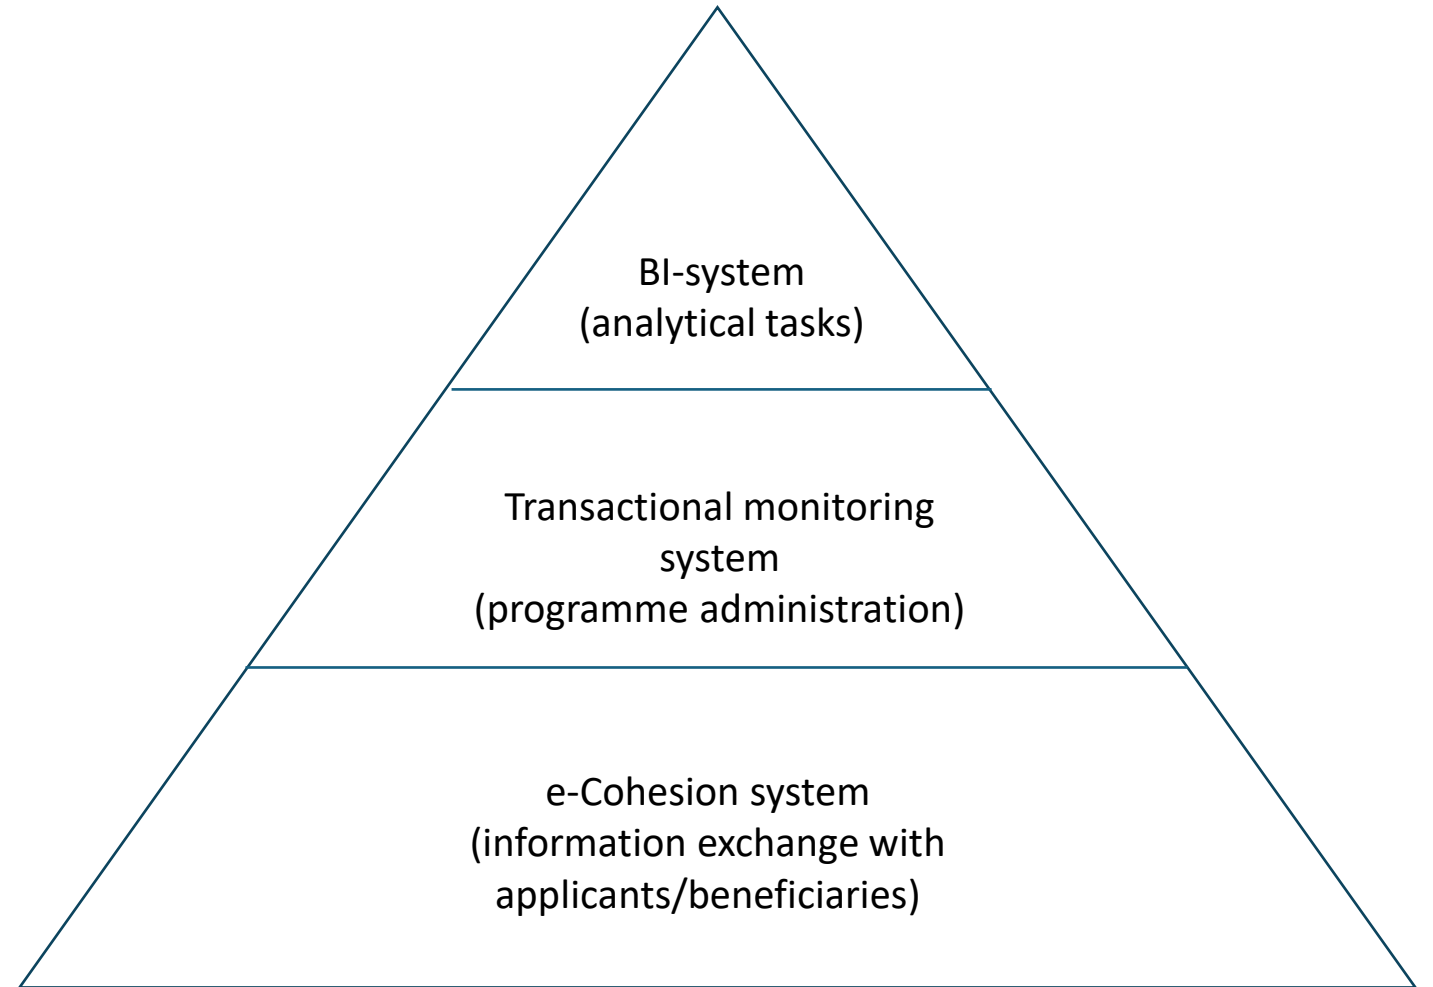 BI-system
(analytical tasks)
Transactional monitoring
system
(programme administration)
e-Cohesion system
(information exchange with
applicants/beneficiaries)